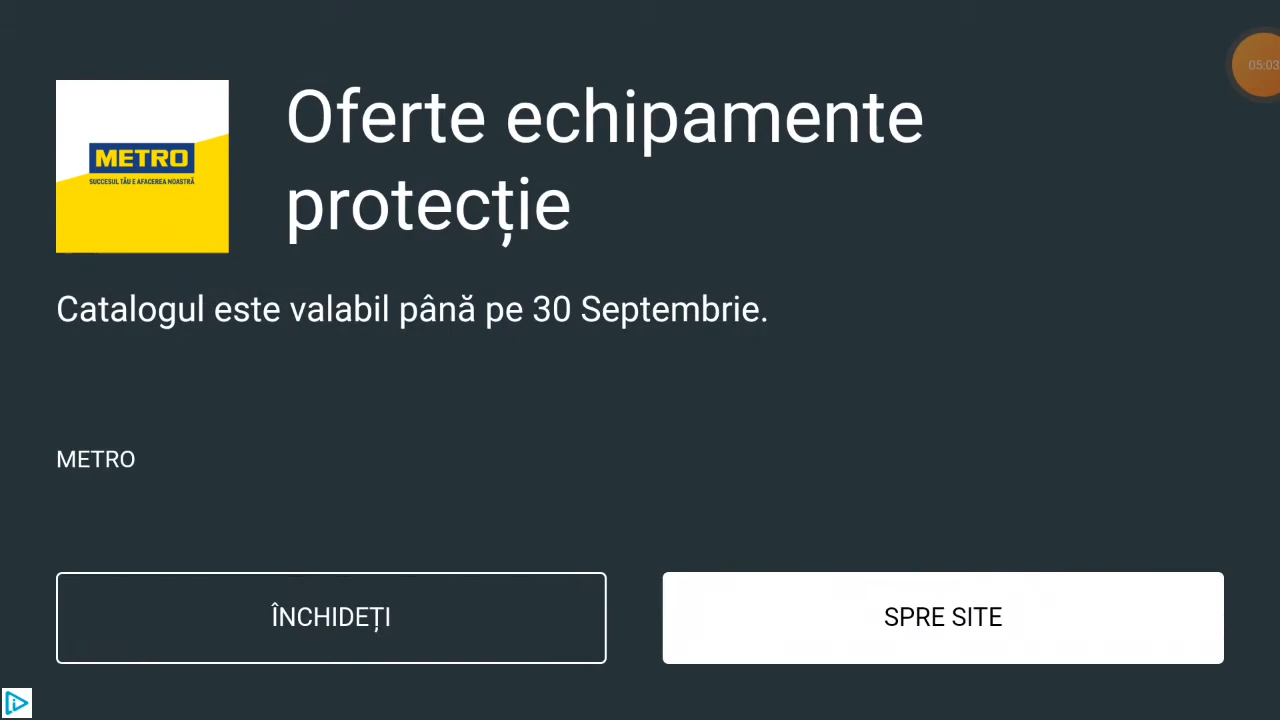 METRO
SUCCESUL TĂU E AFACEREA NOASTRĂ
Oferte echipamente
protecție
05:03
Catalogul este valabil până pe 30 Septembrie.
METRO
ÎNCHIDEȚI
SPRE SITE